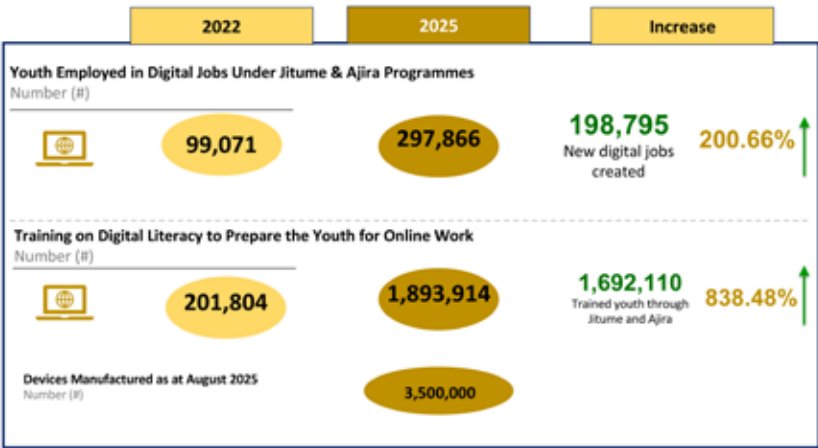 2022 2025 Increase
Youth Employed in Digital Jobs Under Jitume & Ajira Programmes
Number (#)
99,071 297,866 198,795 200.66%
New digital jobs
created
Training on Digital Literacy to Prepare the Youth for Online Work
Number (#)
201,804 1,893,914 1,692,110 838.48%
Trained youth through
Jitume and Ajira
Devices Manufactured as at August 2025
Number (#)
3,500,000